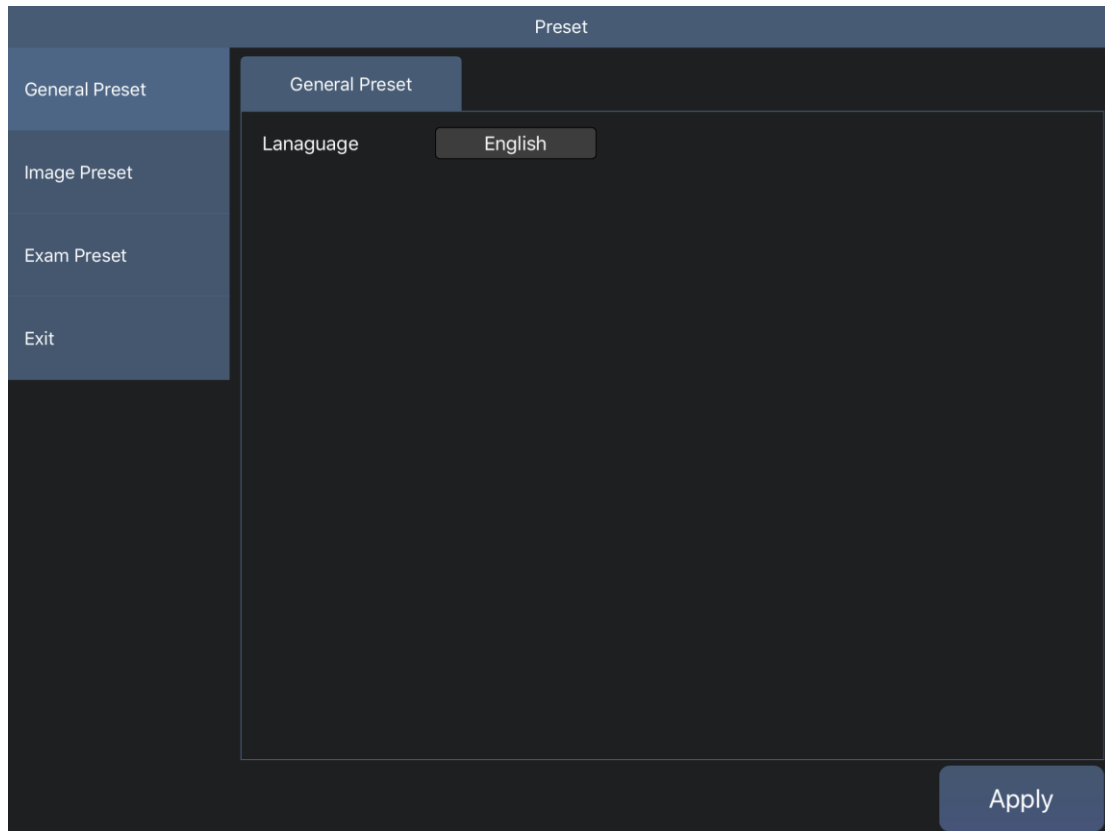 Preset
General Preset
Image Preset
Exam Preset
Exit
General Preset
Lanaguage English
Apply